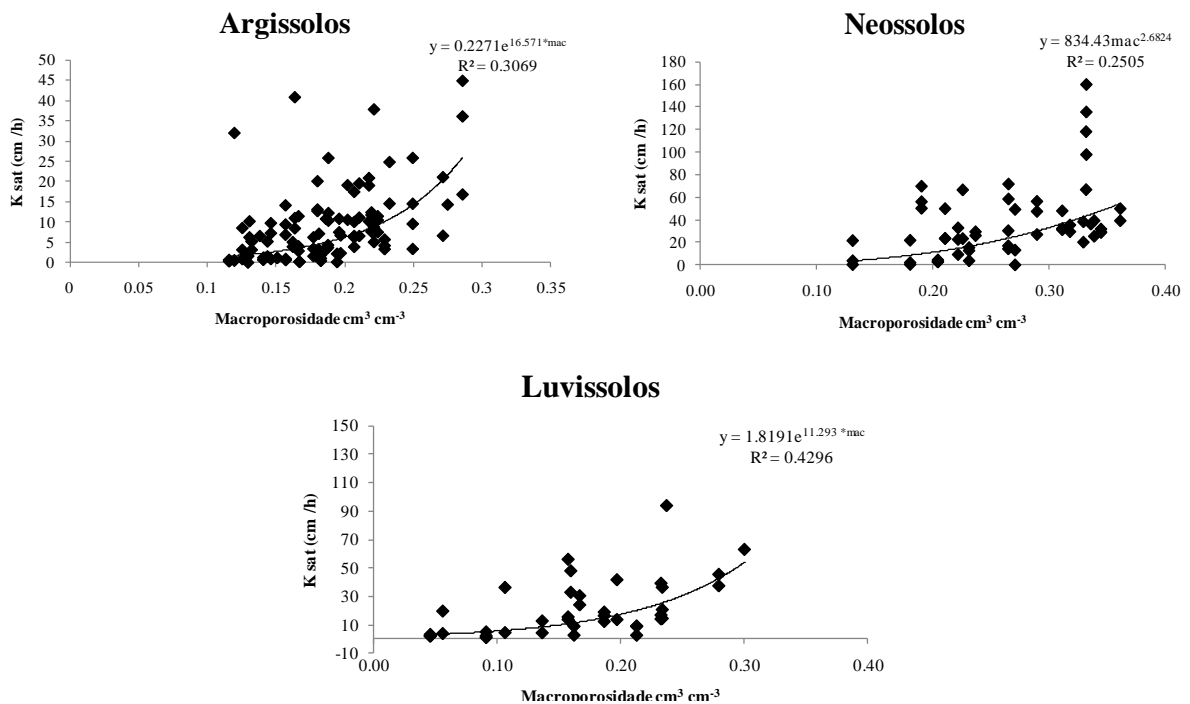 Argissolos
y = 0.2271e^16.571*mac
R² = 0.3069
K sat (cm /h)
50
45
40
35
30
25
20
15
10
5
0
0 0.05 0.1 0.15 0.2 0.25 0.3 0.35
Macroporosidade cm³ cm⁻³
Neossolos
y = 834.43mac^2.6824
R² = 0.2505
K sat (cm /h)
180
160
140
120
100
80
60
40
20
0
0.00 0.10 0.20 0.30 0.40
Macroporosidade cm³ cm⁻³
Luvissolos
y = 1.8191e^11.293 *mac
R² = 0.4296
K sat (cm /h)
150
130
110
90
70
50
30
10
-10
0.00 0.10 0.20 0.30 0.40
Macroporosidade cm³ cm⁻³